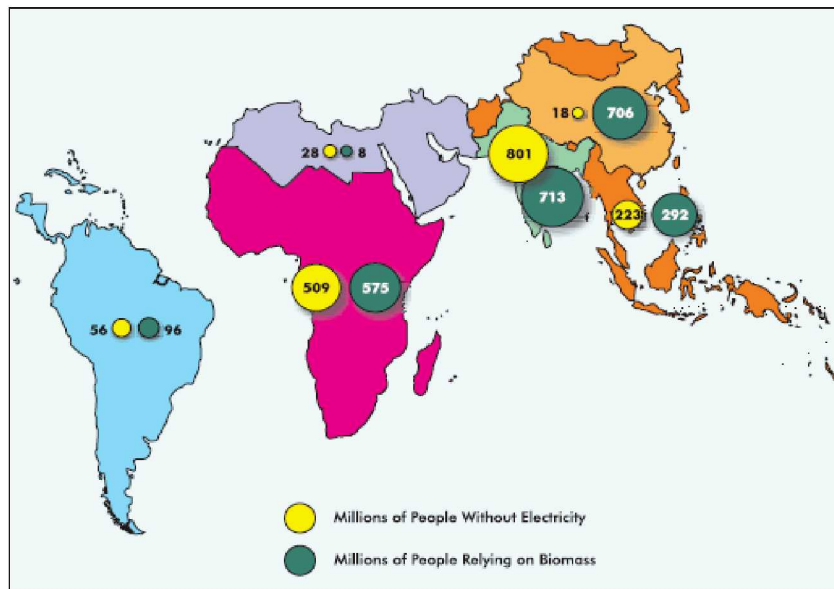 18 706
28 8 801
713
223 292
509 575
56 96
Millions of People Without Electricity
Millions of People Relying on Biomass